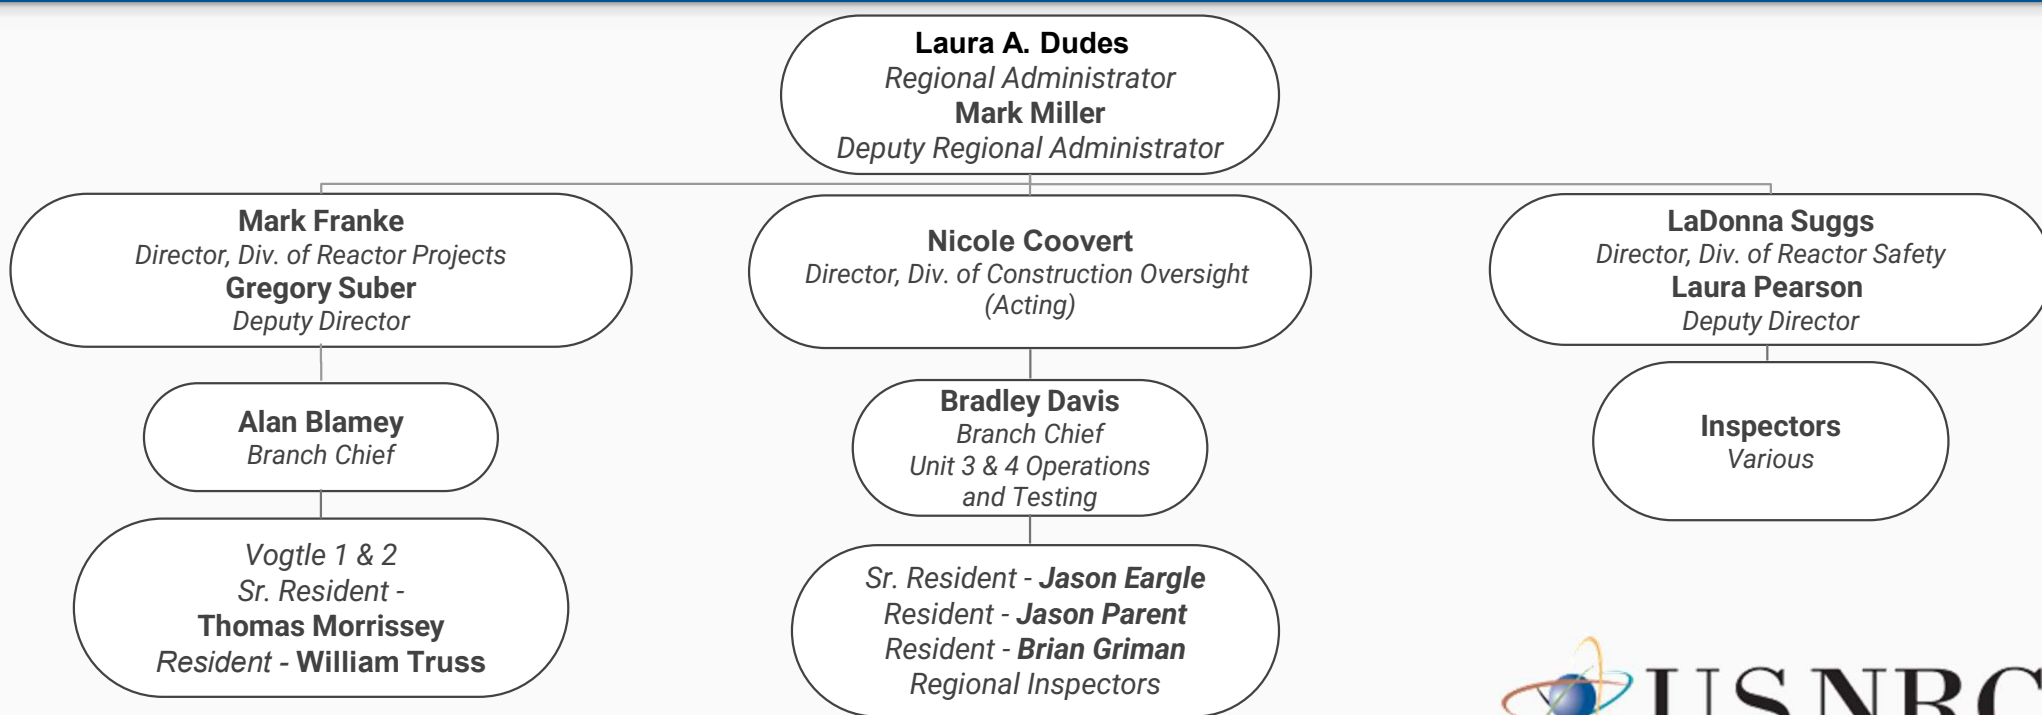 Laura A. Dudes
Regional Administrator
Mark Miller
Deputy Regional Administrator
Mark Franke
Director, Div. of Reactor Projects
Gregory Suber
Deputy Director
Nicole Coovert
Director, Div. of Construction Oversight
(Acting)
LaDonna Suggs
Director, Div. of Reactor Safety
Laura Pearson
Deputy Director
Alan Blamey
Branch Chief
Bradley Davis
Branch Chief
Unit 3 & 4 Operations
and Testing
Inspectors
Various
Vogtle 1 & 2
Sr. Resident -
Thomas Morrissey
Resident - William Truss
Sr. Resident - Jason Eargle
Resident - Jason Parent
Resident - Brian Griman
Regional Inspectors
USNRC